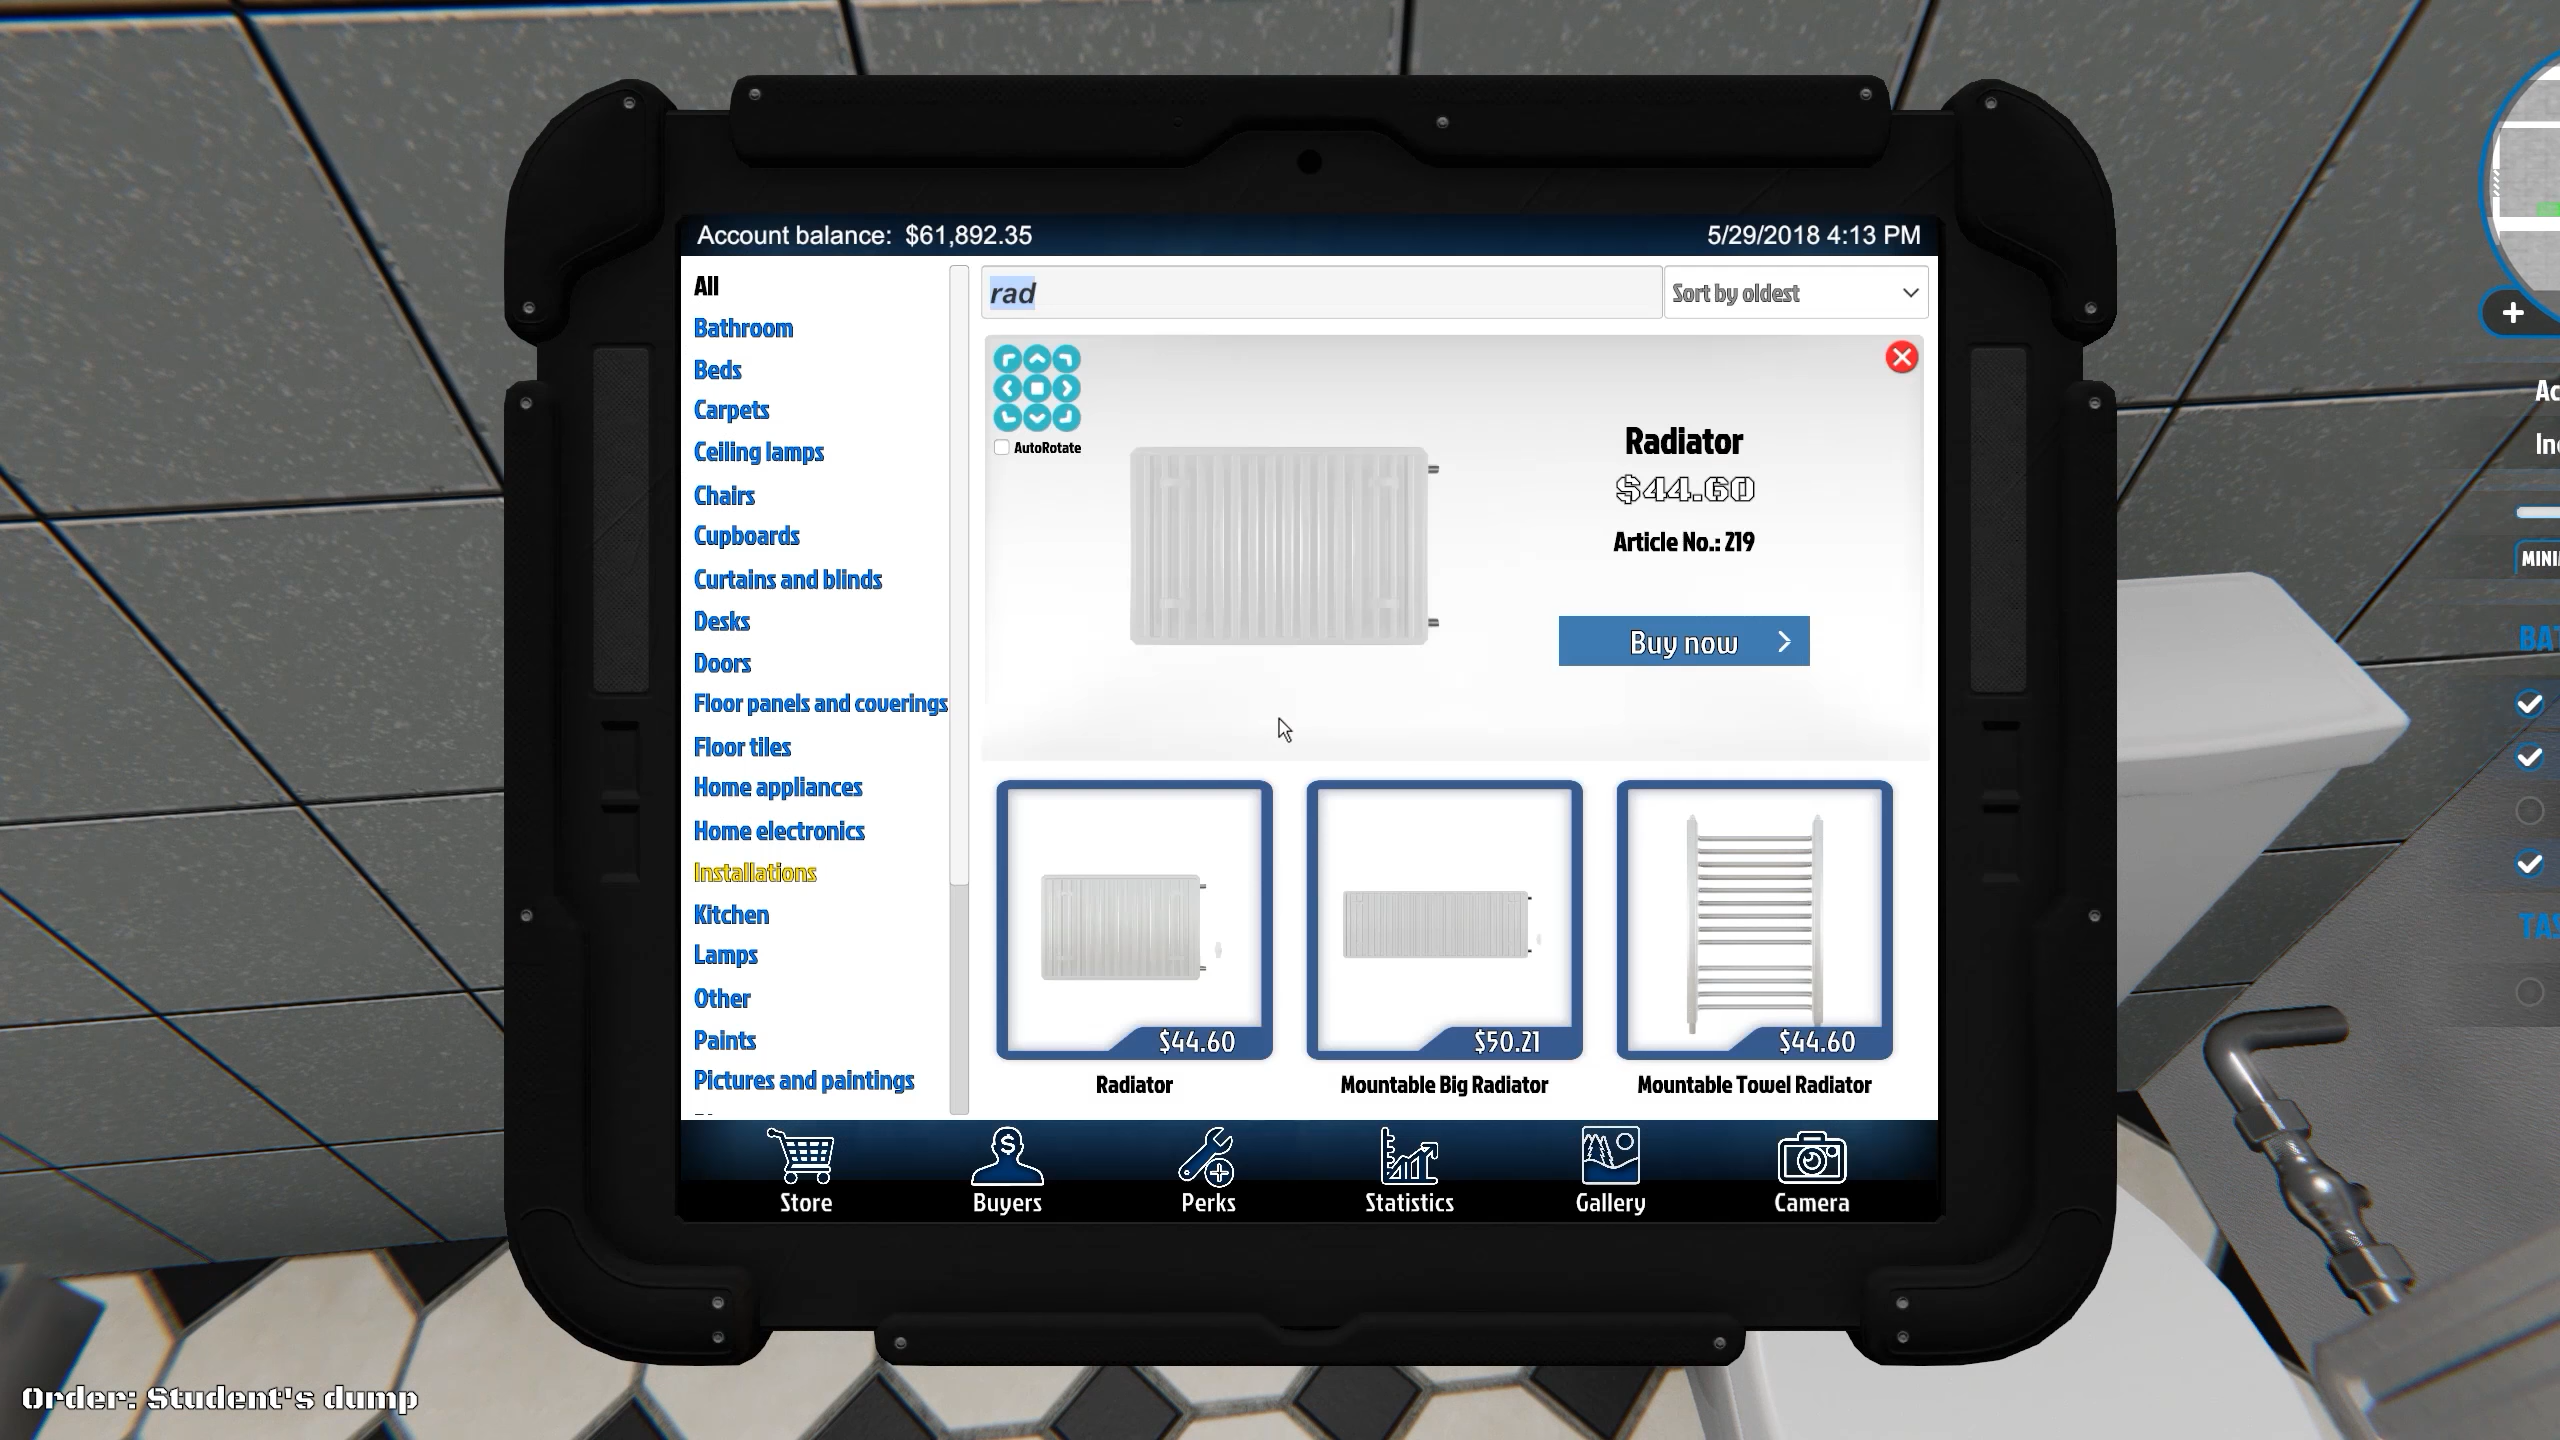 Account balance: $61,892.35
5/29/2018 4:13 PM
All
Bathroom
Beds
Carpets
Ceiling lamps
Chairs
Cupboards
Curtains and blinds
Desks
Doors
Floor panels and coverings
Floor tiles
Home appliances
Home electronics
Installations
Kitchen
Lamps
Other
Paints
Pictures and paintings
rad
Sort by oldest
AutoRotate
Radiator
$44.60
Article No.: 219
Buy now
$44.60
$50.21
$44.60
Radiator
Mountable Big Radiator
Mountable Towel Radiator
Store
Buyers
Perks
Statistics
Gallery
Camera
Order: Student's dump